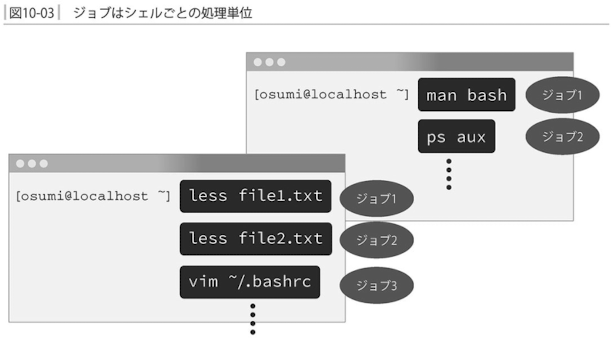 図10-03 ジョブはシェルごとの処理単位
[osumi@localhost ~] man bash ジョブ1
ps aux ジョブ2
[osumi@localhost ~] less file1.txt ジョブ1
less file2.txt ジョブ2
vim ~/.bashrc ジョブ3